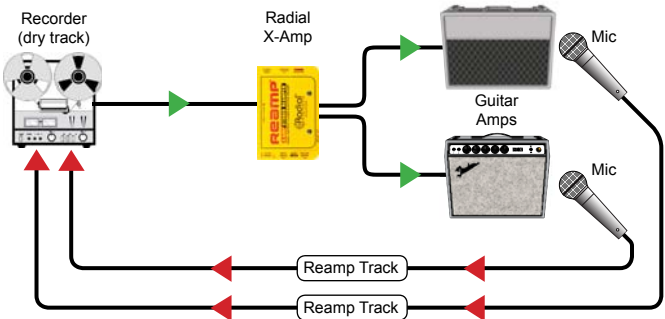 Recorder
(dry track)
Radial
X-Amp
Mic
REAMP
Radial
Guitar
Amps
Mic
Reamp Track
Reamp Track